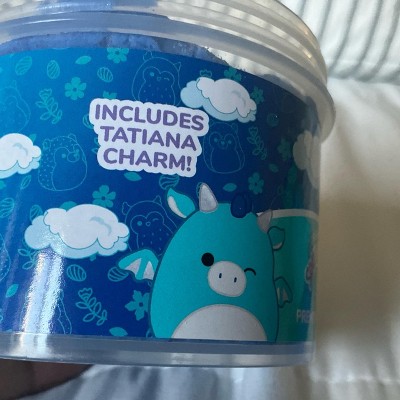 INCLUDES
TATIANA
CHARM!